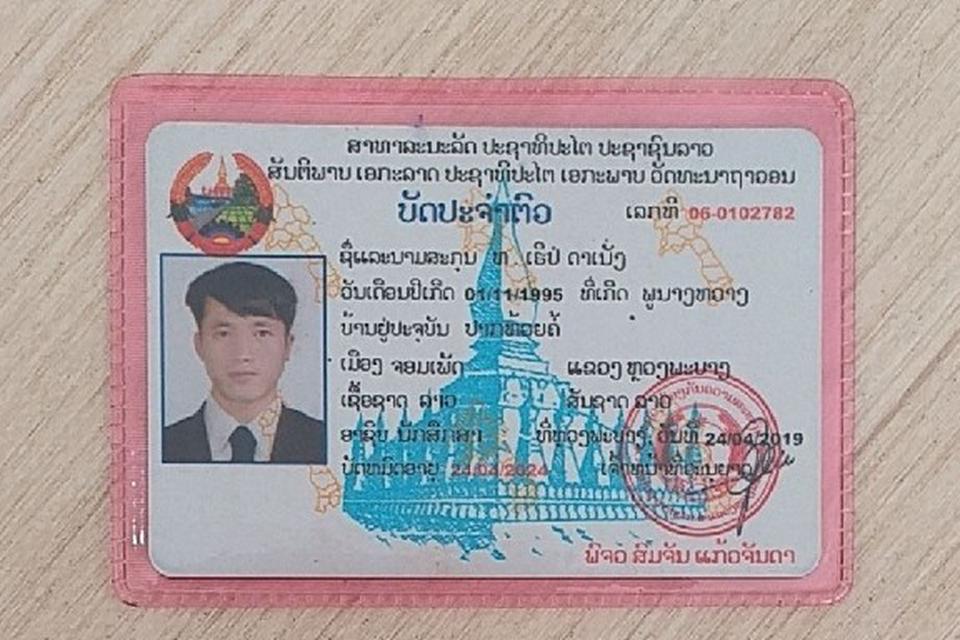 ສາທາລະນະລັດ ປະຊາທິປະໄຕ ປະຊາຊົນລາວ
ສັນຕິພາບ ເອກະລາດ ປະຊາທິປະໄຕ ເອກະພາບ ວັດທະນາຖາວອນ
ບັດປະຈຳຕົວ ເລກທີ 06-0102782
ຊື່ແລະນາມສະກຸນ ທ. ເຮີປໍ ດາເນັ່ງ
ວັນເດືອນປີເກີດ 01/11/1995 ທີ່ເກີດ ພູນາງຫວາງ
ບ້ານຢູ່ປະຈຸບັນ ປາກຫ້ວຍຄໍ້
ເມືອງ ຈອມເພັດ ແຂວງ ຫຼວງພະບາງ
ເຊື້ອຊາດ ລາວ ສັນຊາດ ລາວ
ອາຊີບ ນັກສຶກສາ ທີ່ຫວງພະບາງ, ວັນທີ 24/04/2019
ບັດໝົດອາຍຸ 24/04/2024 ເຈົ້າໜ້າທີ່
ພົຈວ ສົມຈັນ ແກ້ວຈັນດາ